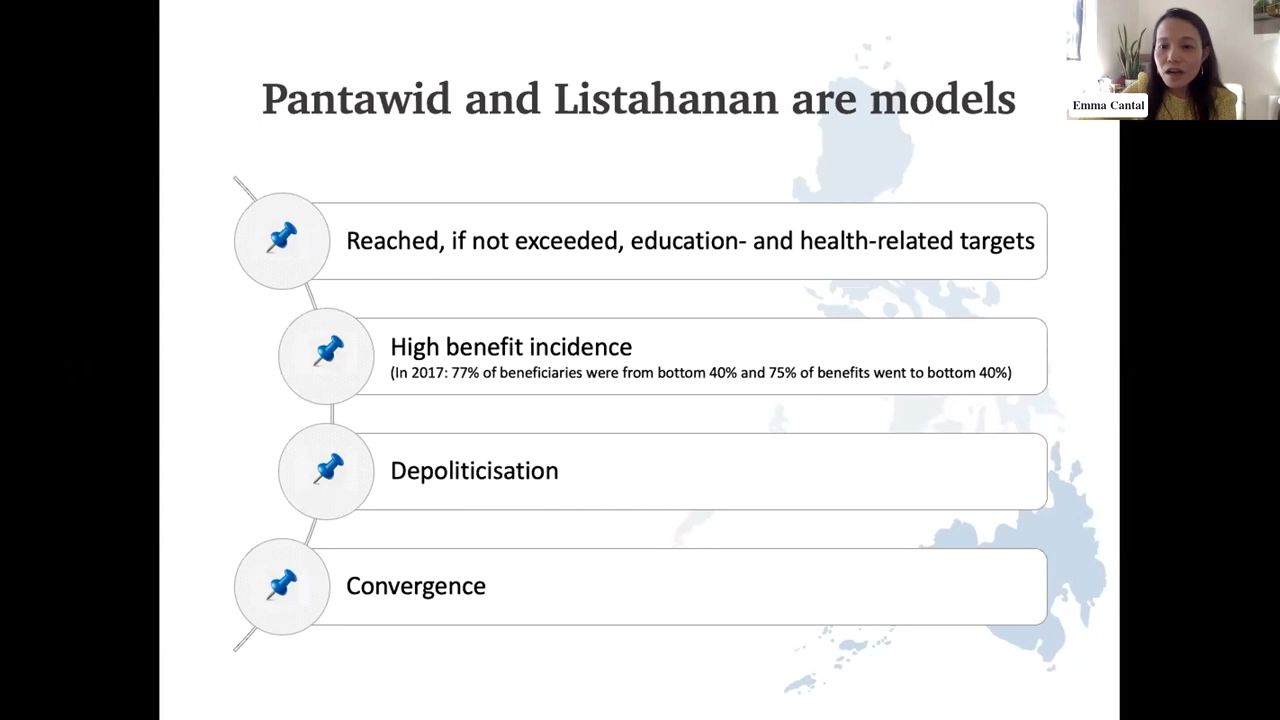 Pantawid and Listahanan are models
Emma Cantal
Reached, if not exceeded, education- and health-related targets
High benefit incidence
(In 2017: 77% of beneficiaries were from bottom 40% and 75% of benefits went to bottom 40%)
Depoliticisation
Convergence